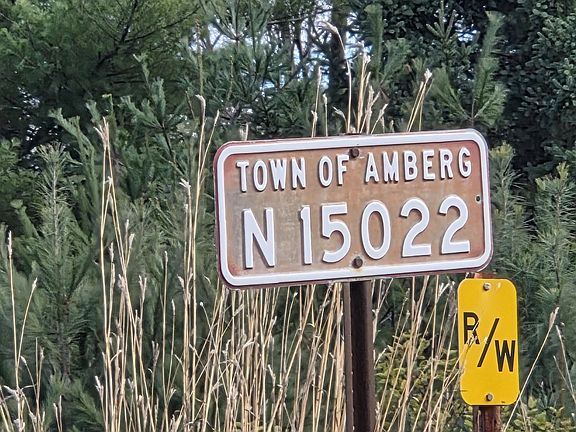 TOWN OF AMBERG
N 15022
R/W